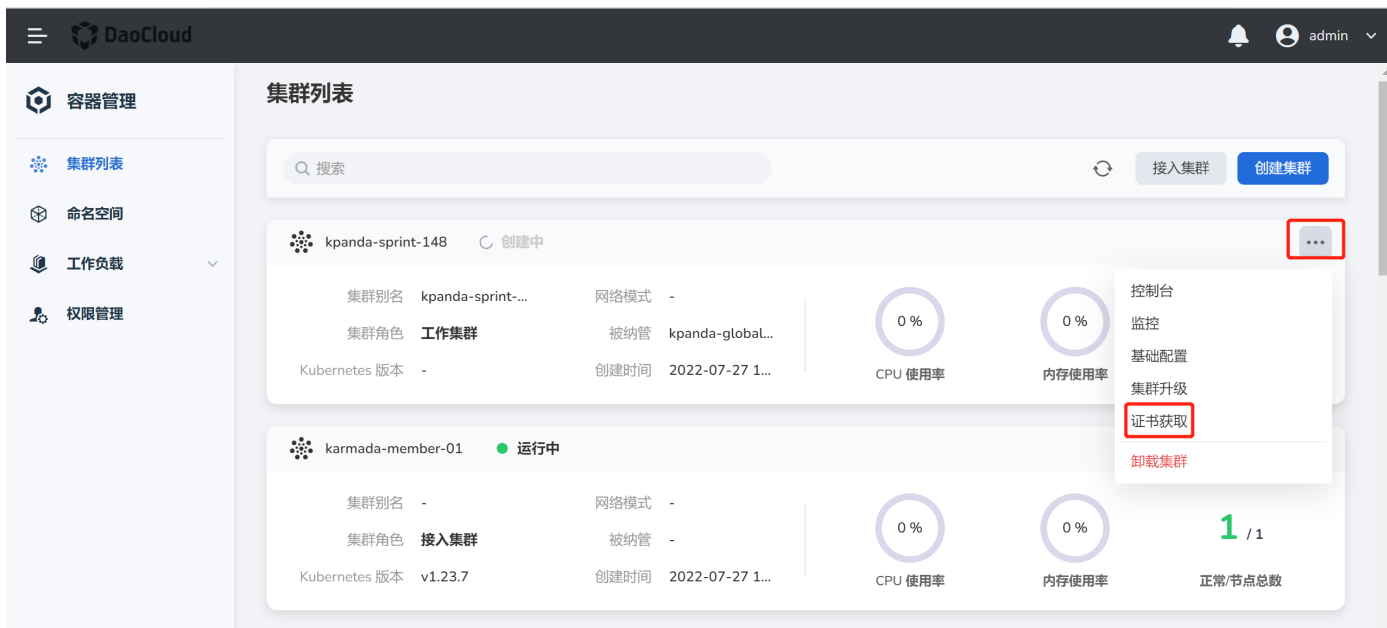 DaoCloud
admin
容器管理
集群列表
命名空间
工作负载
权限管理
集群列表
搜索
接入集群
创建集群
kpanda-sprint-148 创建中
集群别名 kpanda-sprint-... 网络模式 -
集群角色 工作集群 被纳管 kpanda-global...
Kubernetes 版本 - 创建时间 2022-07-27 1...
0 %
CPU 使用率
0 %
内存使用率
控制台
监控
基础配置
集群升级
证书获取
卸载集群
karmada-member-01 运行中
集群别名 - 网络模式 -
集群角色 接入集群 被纳管 -
Kubernetes 版本 v1.23.7 创建时间 2022-07-27 1...
0 %
CPU 使用率
0 %
内存使用率
1 / 1
正常/节点总数